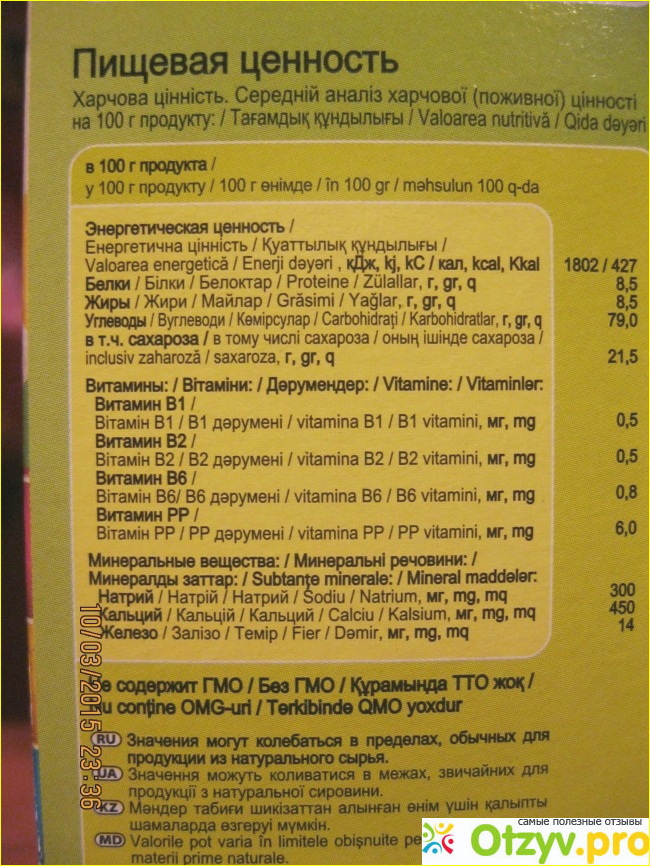 Пищевая ценность
Харчова цінність. Середній аналіз харчової (поживної) цінності
на 100 г продукту: / Тағамдық құндылығы / Valoarea nutritivă / Qida dəyəri
в 100 г продукта /
у 100 г продукту / 100 г өнімде / în 100 gr / məhsulun 100 q-da
Энергетическая ценность /
Енергетична цінність / Қуаттылық құндылығы /
Valoarea energetică / Enerji dəyəri , кДж, kj, kC / кал, kcal, Kkal 1802 / 427
Белки / Білки / Белоктар / Proteine / Zülallar, г, gr, q 8,5
Жиры / Жири / Майлар / Grăsimi / Yağlar, г, gr, q 8,5
Углеводы / Вуглеводи / Көмірсулар / Carbohidraţi / Karbohidratlar, г, gr, q 79,0
в т.ч. сахароза / в тому числі сахароза / оның ішінде сахароза /
inclusiv zaharoză / saxaroza, г, gr, q 21,5
Витамины: / Вітаміни: / Дәрумендер: / Vitamine: / Vitaminlər:
Витамин В1 /
Вітамін В1 / В1 дәрумені / vitamina B1 / B1 vitamini, мг, mg 0,5
Витамин В2 /
Вітамін В2 / В2 дәрумені / vitamina B2 / B2 vitamini, мг, mg 0,5
Витамин В6 /
Вітамін В6/ В6 дәрумені / vitamina B6 / B6 vitamini, мг, mg 0,8
Витамин РР /
Вітамін РР / РР дәрумені / vitamina PP / PP vitamini, мг, mg 6,0
Минеральные вещества: / Минеральні речовини: /
Минералды заттар: / Subtanţe minerale: / Mineral maddələr:
Натрий / Натрій / Натрий / Sodiu / Natrium, мг, mg, mq 300
Кальций / Кальцій / Кальций / Calciu / Kalsium, мг, mg, mq 450
Железо / Залізо / Темір / Fier / Dəmir, мг, mg, mq 14
Не содержит ГМО / Без ГМО / Құрамында ТТО жоқ /
Nu conţine OMG-uri / Tərkibində QMO yoxdur
RU Значения могут колебаться в пределах, обычных для
продукции из натурального сырья.
UA Значення можуть коливатися в межах, звичайних для
продукції з натуральної сировини.
KZ Мәндер табиғи шикізаттан алынған өнім үшін қалыпты
шамаларда өзгеруі мүмкін.
MD Valorile pot varia în limitele obişnuite
materii prime naturale.
10/03/2015 23:36
самые полезные отзывы
Otzyv.pro